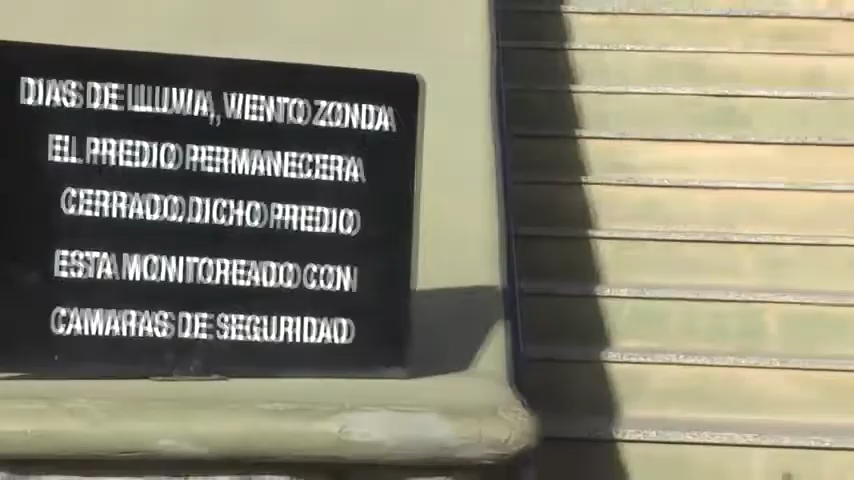 DIAS DE LLUVIA, VIENTO ZONDA
EL PREDIO PERMANECERA
CERRADO. DICHO PREDIO
ESTA MONITOREADO CON
CAMARAS DE SEGURIDAD